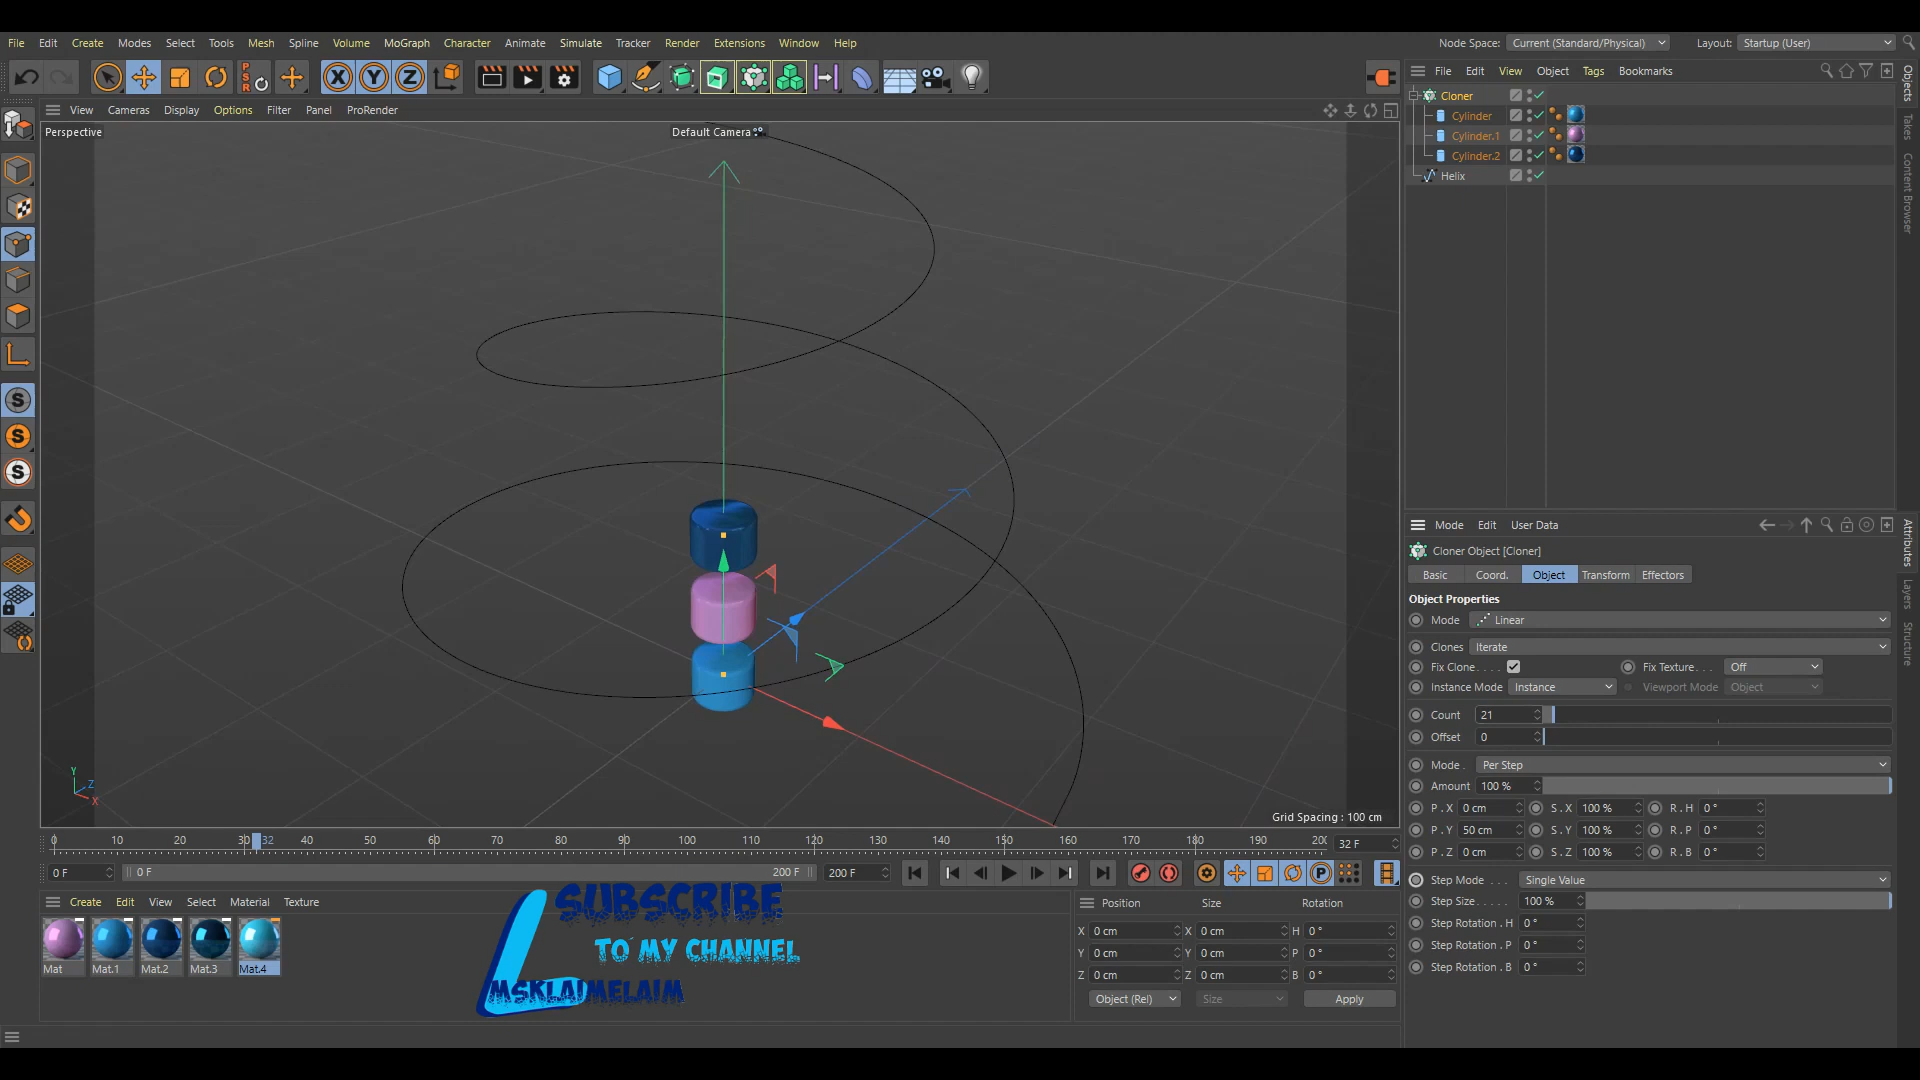 File Edit Create Modes Select Tools Mesh Spline Volume MoGraph Character Animate Simulate Tracker Render Extensions Window Help
Node Space: Current (Standard/Physical) Layout: Startup (User)
PSR X Y Z
File Edit View Object Tags Bookmarks
View Cameras Display Options Filter Panel ProRender
Perspective
Default Camera
Cloner
Cylinder
Cylinder.1
Cylinder.2
Helix
Objects
Takes
Content Browser
Y
Z
X
Grid Spacing : 100 cm
Mode Edit User Data
Cloner Object [Cloner]
Basic Coord. Object Transform Effectors
Object Properties
Mode Linear
Clones Iterate
Fix Clone. . . . Fix Texture. . . Off
Instance Mode Instance Viewport Mode Object
Count 21
Offset 0
Mode . Per Step
Amount 100 %
P . X 0 cm S . X 100 % R . H 0 °
P . Y 50 cm S . Y 100 % R . P 0 °
P . Z 0 cm S . Z 100 % R . B 0 °
Step Mode . . . Single Value
Step Size. . . . . 100 %
Step Rotation . H 0 °
Step Rotation . P 0 °
Step Rotation . B 0 °
Attributes
Layers
Structure
0 10 20 30 32 40 50 60 70 80 90 100 110 120 130 140 150 160 170 180 190 200 32 F
0 F 0 F 200 F 200 F
Create Edit View Select Material Texture
Mat Mat.1 Mat.2 Mat.3 Mat.4
SUBSCRIBE
TO MY CHANNEL
MSKLAIMELAIM
Position Size Rotation
X 0 cm X 0 cm H 0 °
Y 0 cm Y 0 cm P 0 °
Z 0 cm Z 0 cm B 0 °
Object (Rel) Size Apply